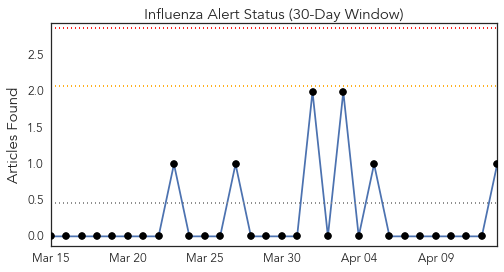 Influenza Alert Status (30-Day Window)
Articles Found
2.5
2.0
1.5
1.0
0.5
0.0
Mar 15 Mar 20 Mar 25 Mar 30 Apr 04 Apr 09